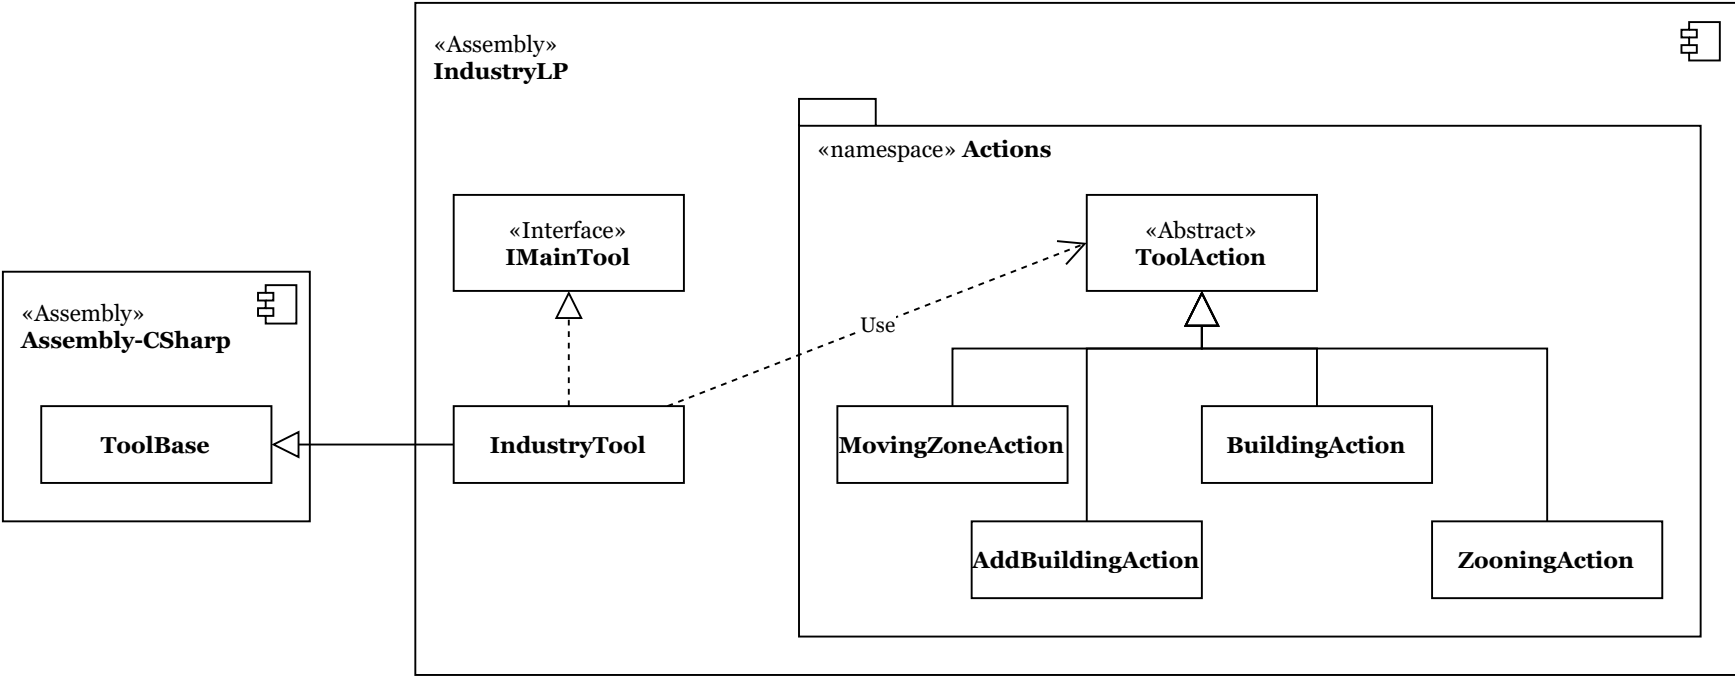 «Assembly»
IndustryLP
«namespace» Actions
«Interface»
IMainTool
«Abstract»
ToolAction
«Assembly»
Assembly-CSharp
Use
ToolBase
IndustryTool
MovingZoneAction
BuildingAction
AddBuildingAction
ZooningAction